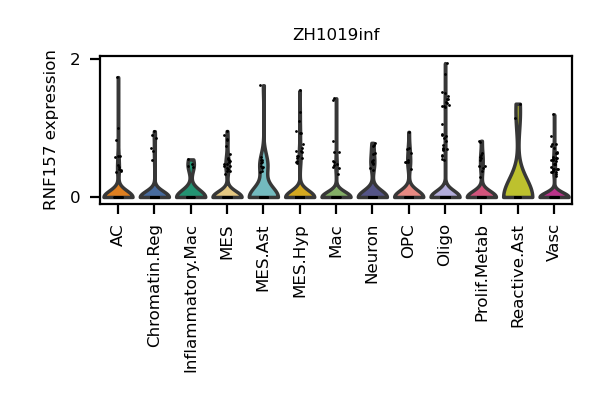 ZH1019inf
RNF157 expression
2
0
AC
Chromatin.Reg
Inflammatory.Mac
MES
MES.Ast
MES.Hyp
Mac
Neuron
OPC
Oligo
Prolif.Metab
Reactive.Ast
Vasc